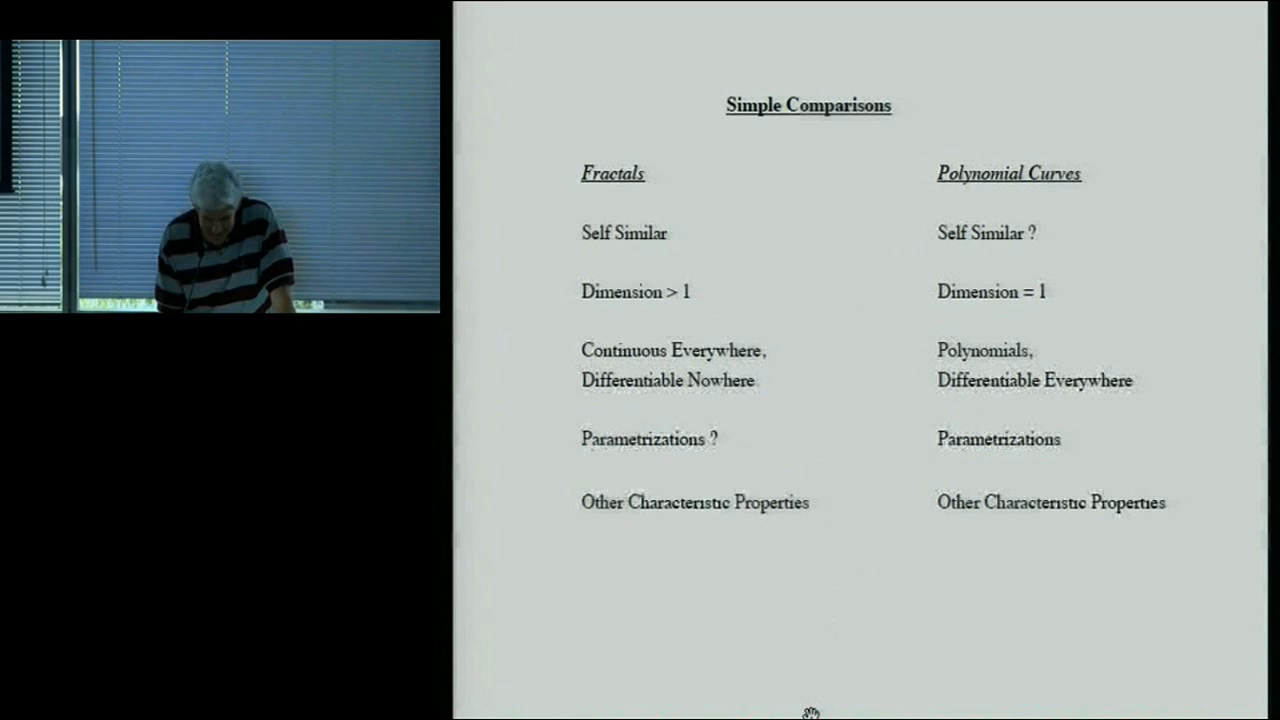 Simple Comparisons
Fractals Polynomial Curves
Self Similar Self Similar ?
Dimension > 1 Dimension = 1
Continuous Everywhere, Polynomials,
Differentiable Nowhere Differentiable Everywhere
Parametrizations ? Parametrizations
Other Characteristic Properties Other Characteristic Properties